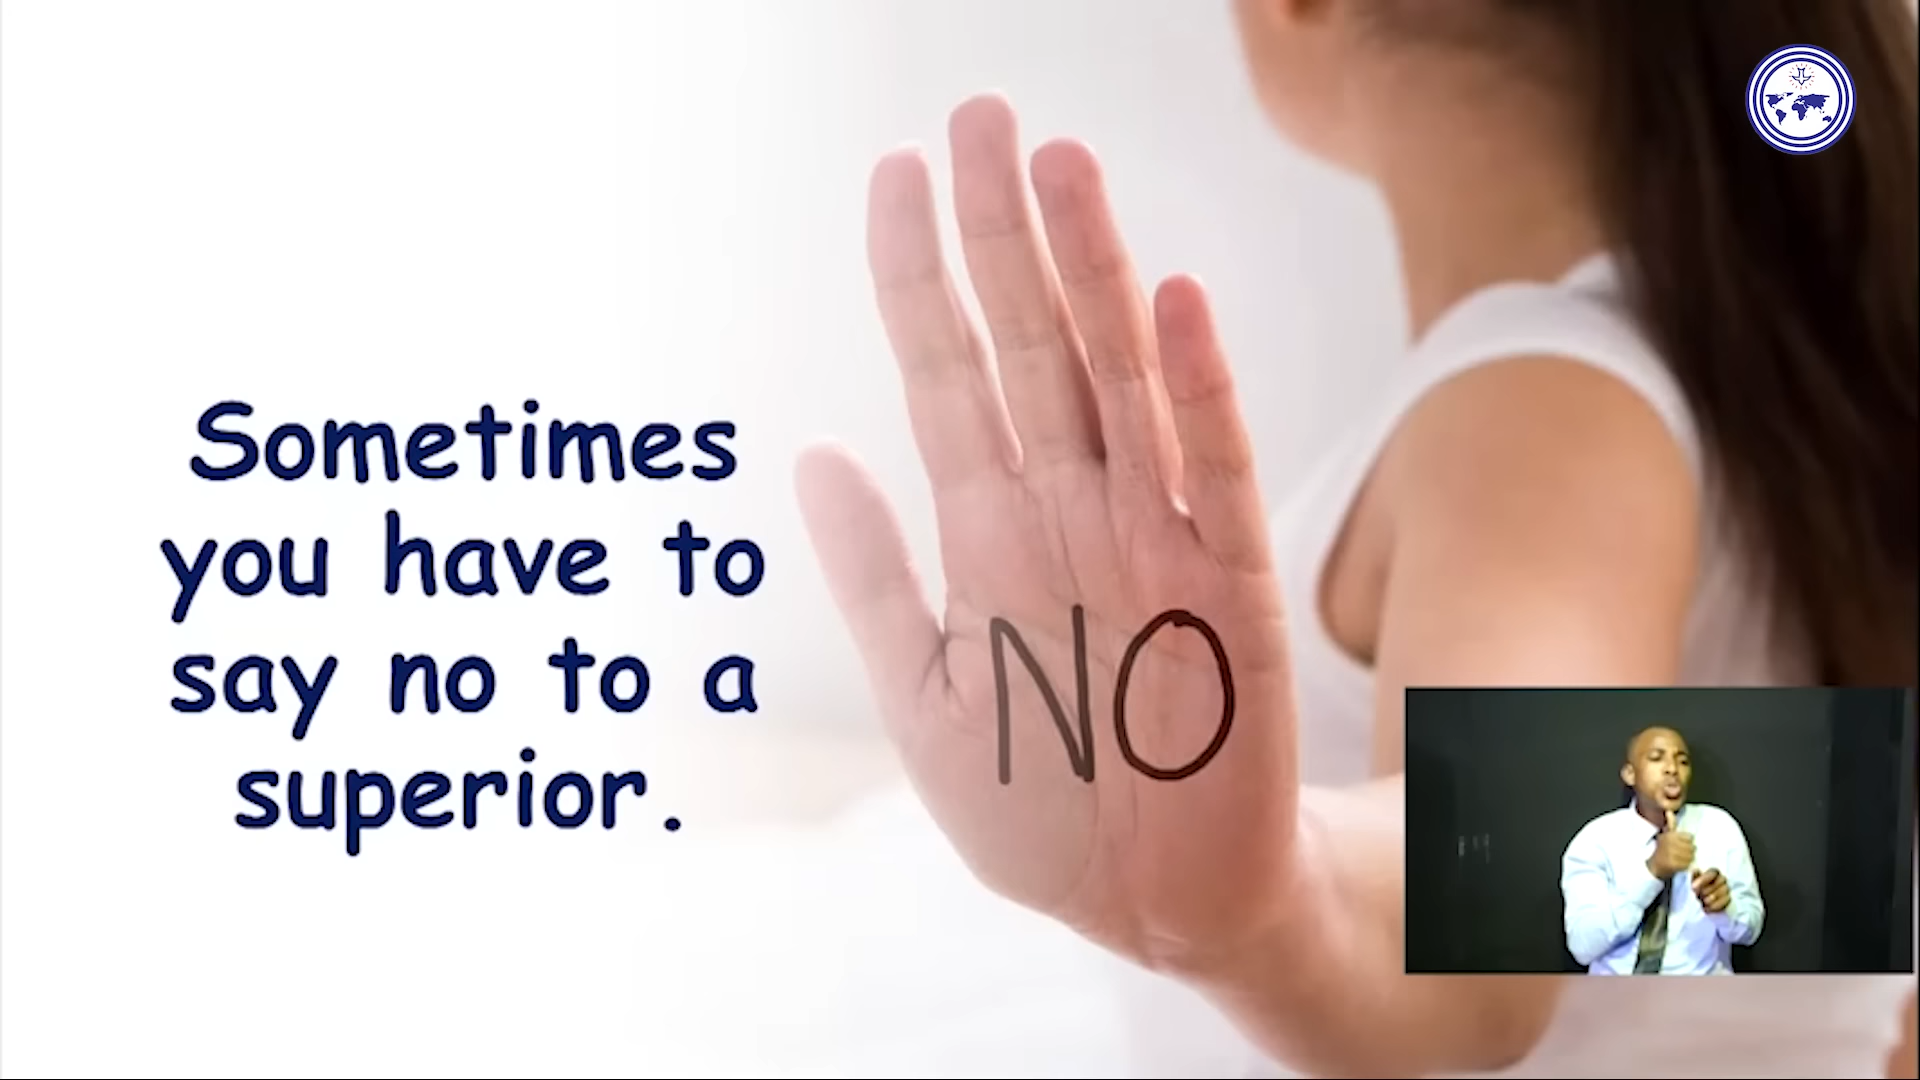 Sometimes
you have to
say no to a
superior.
NO